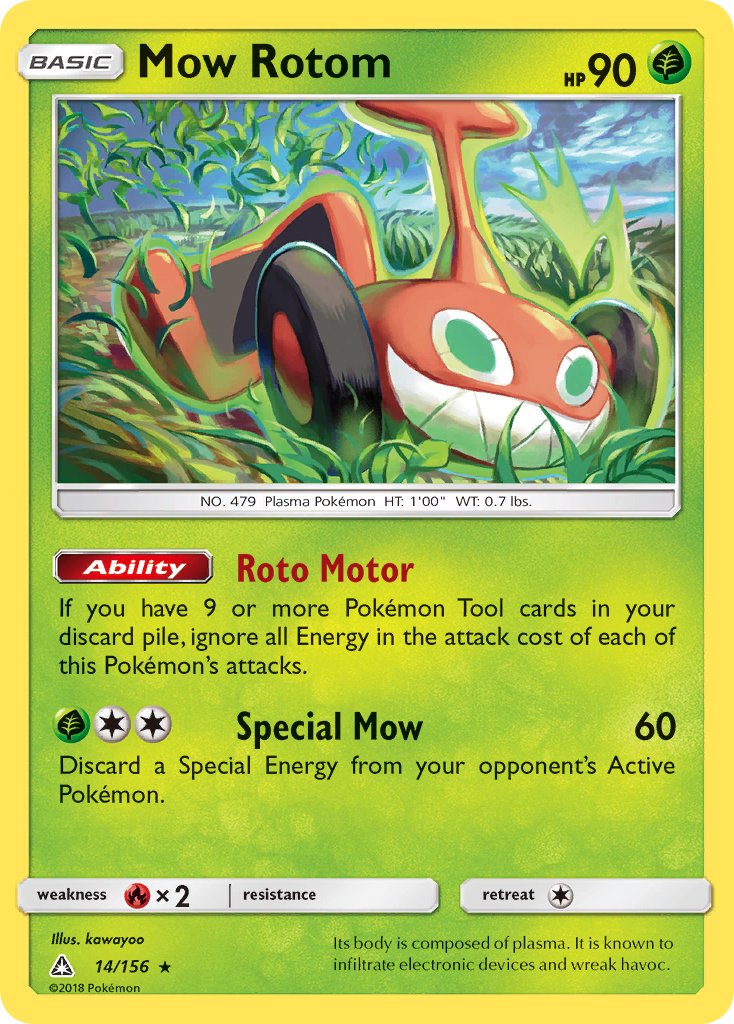 BASIC Mow Rotom HP 90
NO. 479 Plasma Pokémon HT: 1'00" WT: 0.7 lbs.
Ability Roto Motor
If you have 9 or more Pokémon Tool cards in your
discard pile, ignore all Energy in the attack cost of each of
this Pokémon's attacks.
Special Mow 60
Discard a Special Energy from your opponent's Active
Pokémon.
weakness × 2 resistance retreat
Illus. kawayoo
14/156 ★
©2018 Pokémon
Its body is composed of plasma. It is known to
infiltrate electronic devices and wreak havoc.